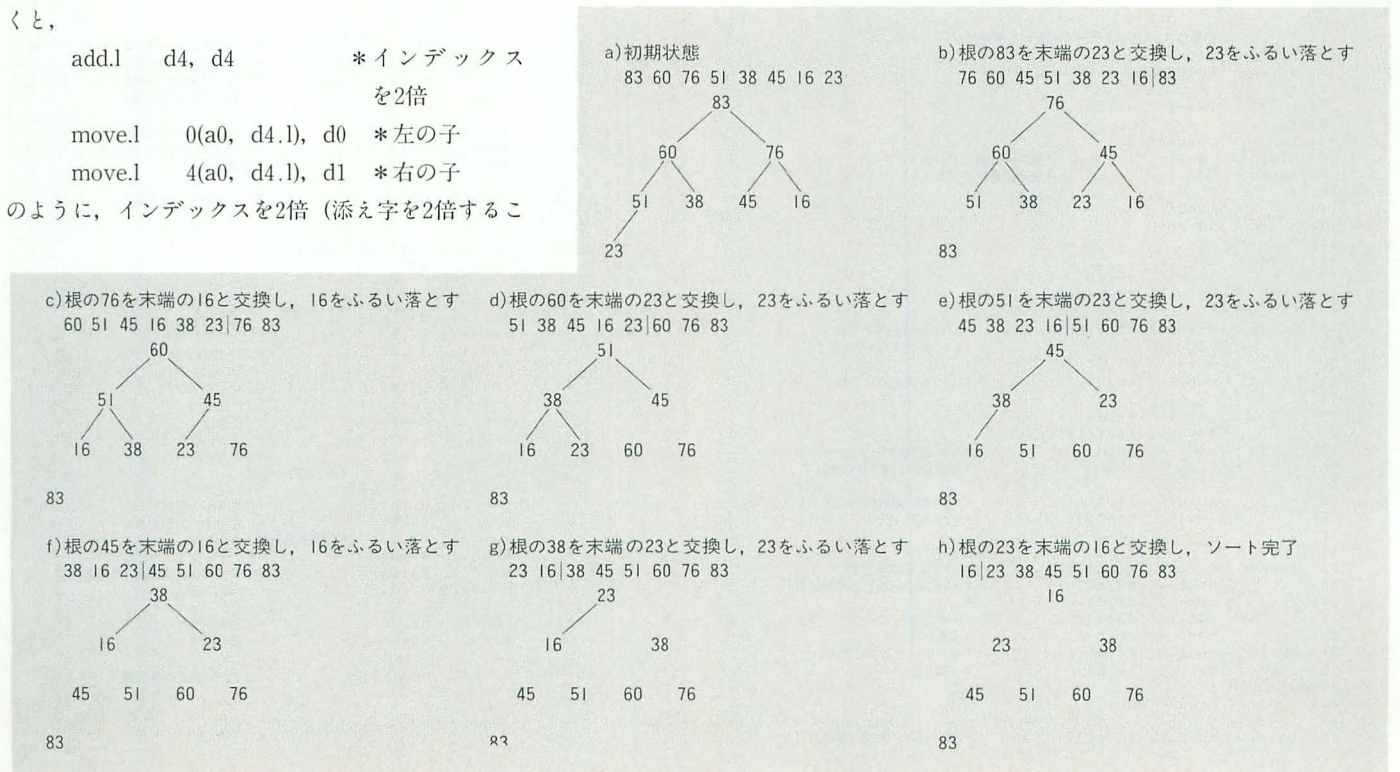 くと，
add.l d4, d4 ＊インデックス
を2倍
move.l 0(a0, d4.l), d0 ＊左の子
move.l 4(a0, d4.l), d1 ＊右の子
のように，インデックスを2倍（添え字を2倍するこ
a)初期状態
83 60 76 51 38 45 16 23
83
60 76
51 38 45 16
23
b)根の83を末端の23と交換し，23をふるい落とす
76 60 45 51 38 23 16|83
76
60 45
51 38 23 16
83
c)根の76を末端の16と交換し，16をふるい落とす
60 51 45 16 38 23|76 83
60
51 45
16 38 23 76
83
d)根の60を末端の23と交換し，23をふるい落とす
51 38 45 16 23|60 76 83
51
38 45
16 23 60 76
83
e)根の51を末端の23と交換し，23をふるい落とす
45 38 23 16|51 60 76 83
45
38 23
16 51 60 76
83
f)根の45を末端の16と交換し，16をふるい落とす
38 16 23|45 51 60 76 83
38
16 23
45 51 60 76
83
g)根の38を末端の23と交換し，23をふるい落とす
23 16|38 45 51 60 76 83
23
16 38
45 51 60 76
83
h)根の23を末端の16と交換し，ソート完了
16|23 38 45 51 60 76 83
16
23 38
45 51 60 76
83